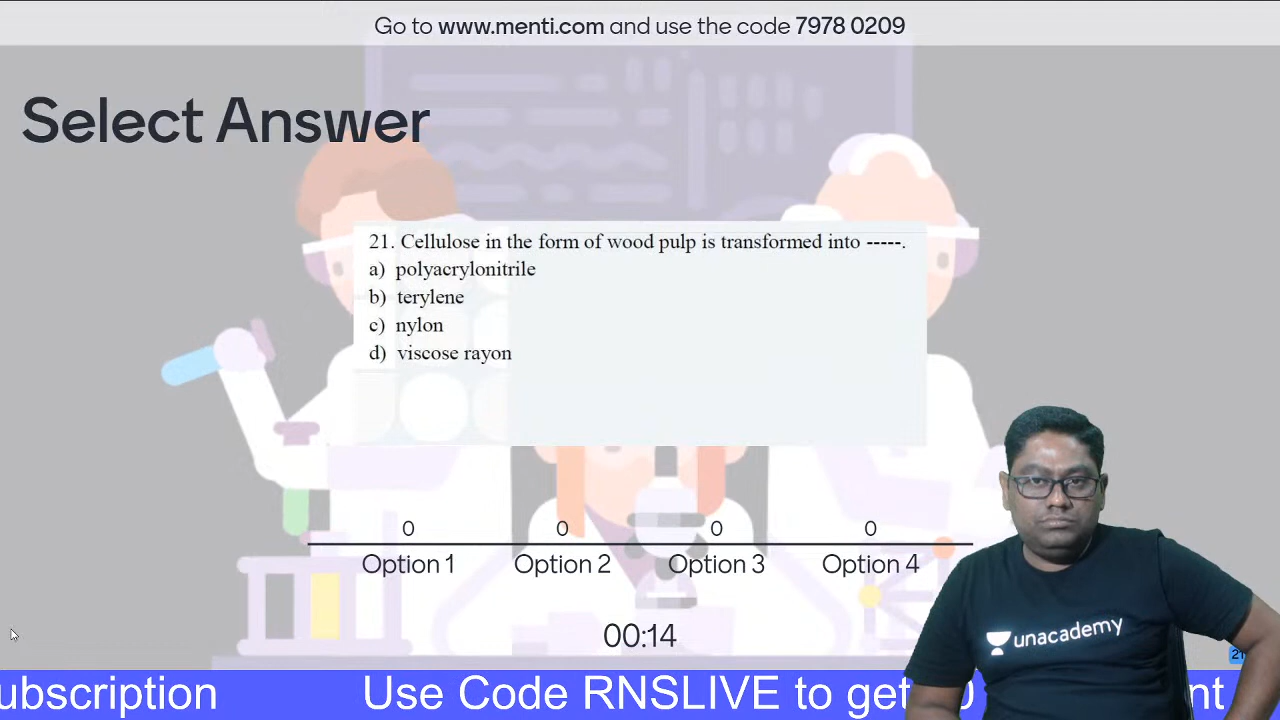 Go to www.menti.com and use the code 7978 0209
Select Answer
21. Cellulose in the form of wood pulp is transformed into -----.
a) polyacrylonitrile
b) terylene
c) nylon
d) viscose rayon
0 0 0 0
Option 1 Option 2 Option 3 Option 4
00:14
unacademy
21
ubscription Use Code RNSLIVE to get 0 nt